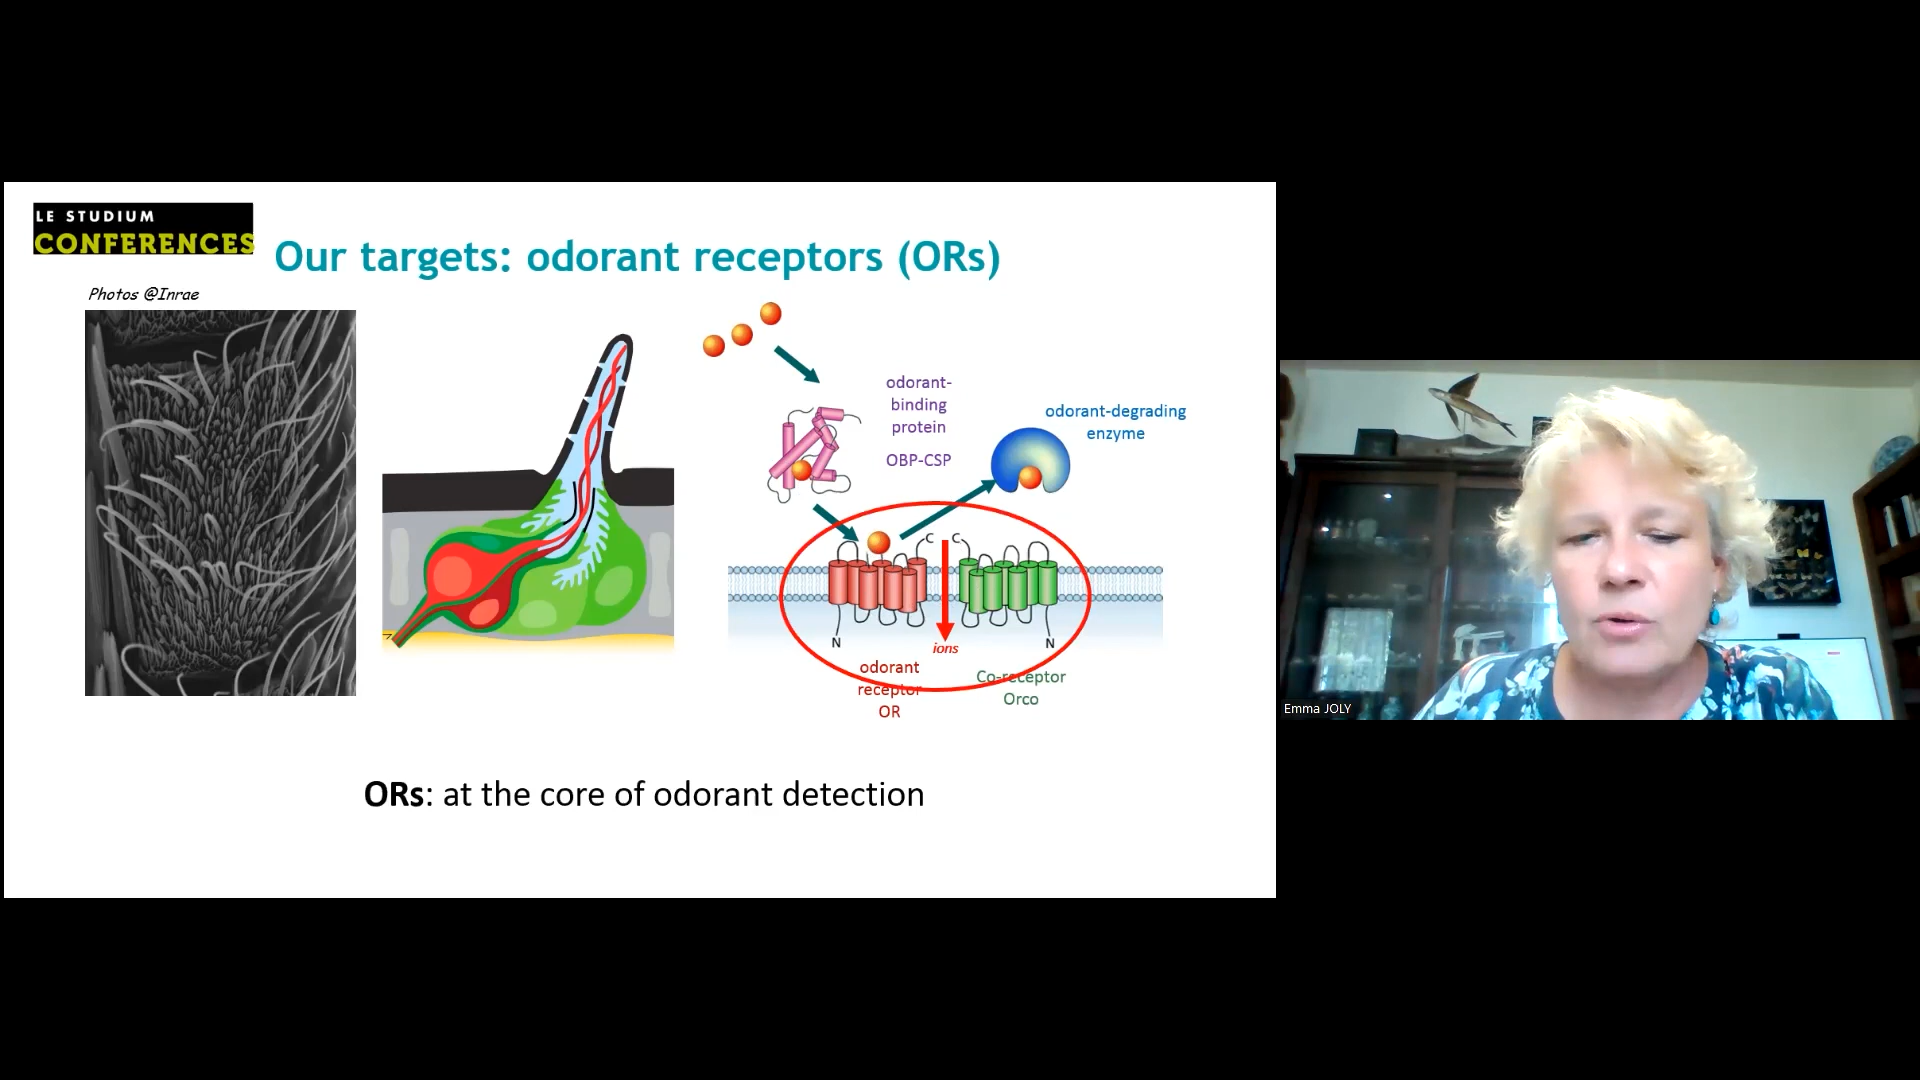 LE STUDIUM
CONFERENCES
Our targets: odorant receptors (ORs)
Photos @Inrae
odorant-
binding
protein
OBP-CSP
odorant-degrading
enzyme
C
C
N
N
ions
odorant
receptor
OR
Co-receptor
Orco
ORs: at the core of odorant detection
Emma JOLY